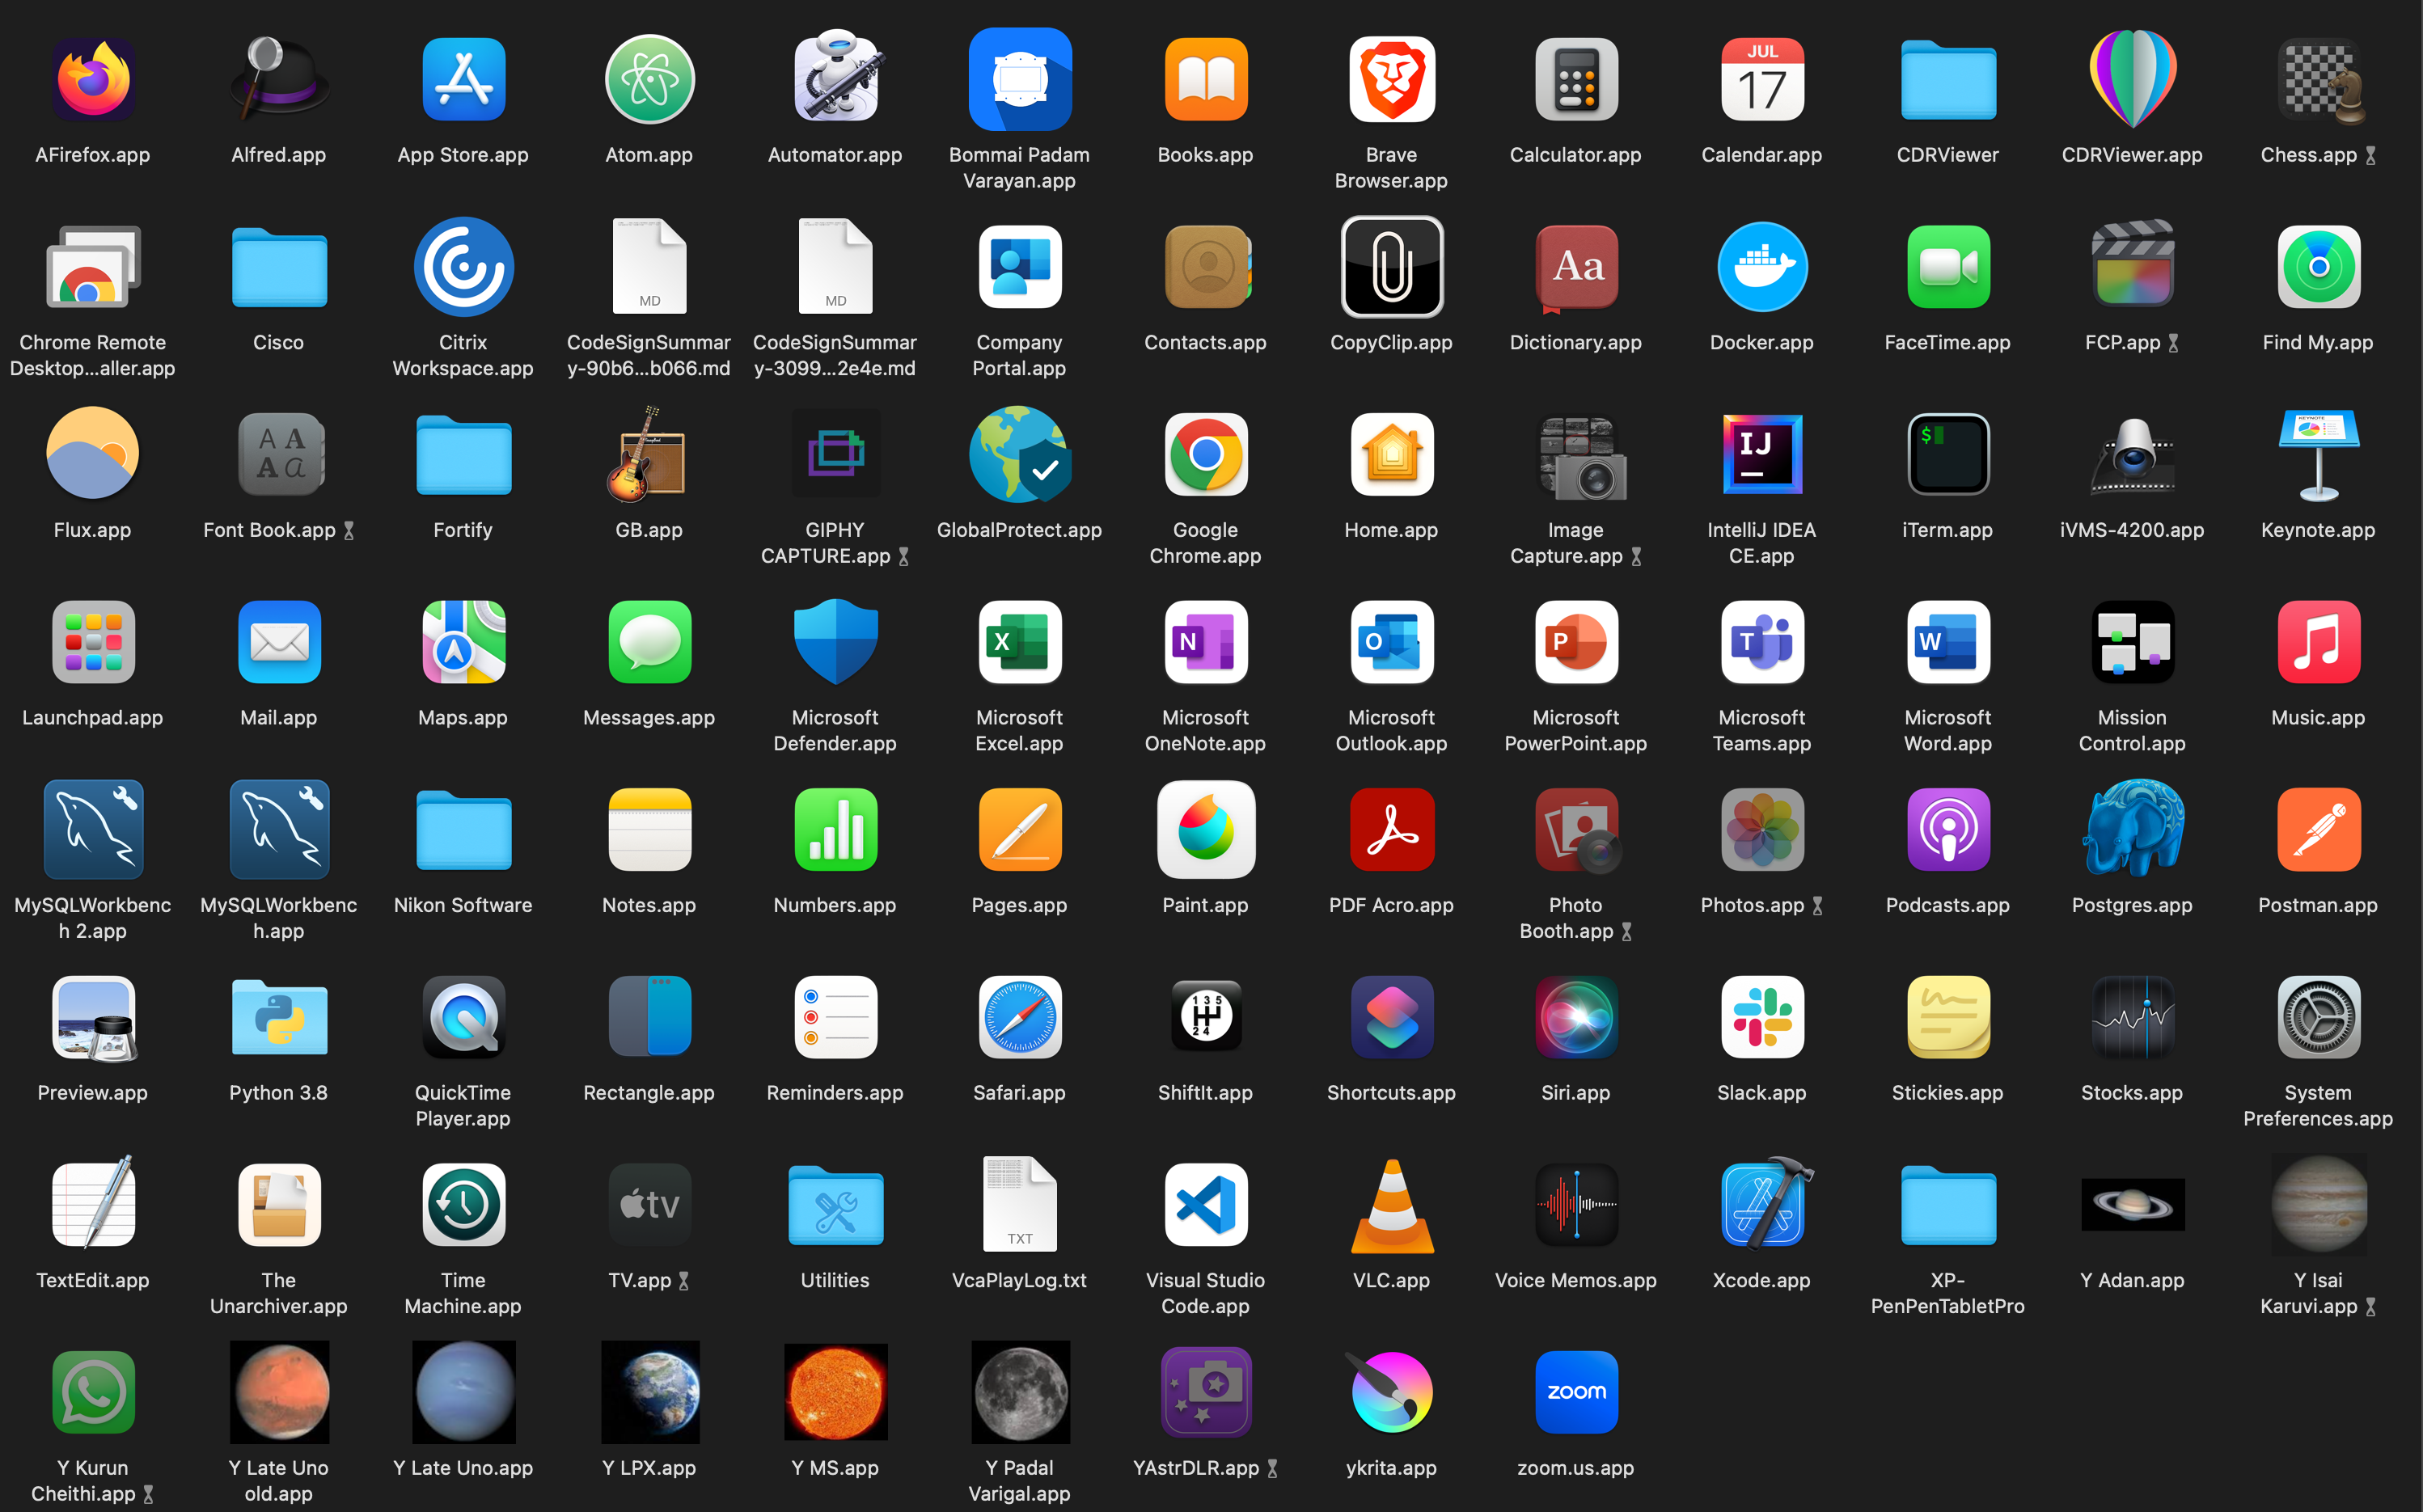 JUL
17
AFirefox.app
Alfred.app
App Store.app
Atom.app
Automator.app
Bommai Padam
Varayan.app
Books.app
Brave
Browser.app
Calculator.app
Calendar.app
CDRViewer
CDRViewer.app
Chess.app
MD
MD
Aa
Chrome Remote
Desktop...aller.app
Cisco
Citrix
Workspace.app
CodeSignSummar
y-90b6...b066.md
CodeSignSummar
y-3099...2e4e.md
Company
Portal.app
Contacts.app
CopyClip.app
Dictionary.app
Docker.app
FaceTime.app
FCP.app
Find My.app
A A
A a
IJ
$
KEYNOTE
Flux.app
Font Book.app
Fortify
GB.app
GIPHY
CAPTURE.app
GlobalProtect.app
Google
Chrome.app
Home.app
Image
Capture.app
IntelliJ IDEA
CE.app
iTerm.app
iVMS-4200.app
Keynote.app
X
N
O
P
T
W
Launchpad.app
Mail.app
Maps.app
Messages.app
Microsoft
Defender.app
Microsoft
Excel.app
Microsoft
OneNote.app
Microsoft
Outlook.app
Microsoft
PowerPoint.app
Microsoft
Teams.app
Microsoft
Word.app
Mission
Control.app
Music.app
MySQLWorkbenc
h 2.app
MySQLWorkbenc
h.app
Nikon Software
Notes.app
Numbers.app
Pages.app
Paint.app
PDF Acro.app
Photo
Booth.app
Photos.app
Podcasts.app
Postgres.app
Postman.app
1 3 5
2 4
Preview.app
Python 3.8
QuickTime
Player.app
Rectangle.app
Reminders.app
Safari.app
ShiftIt.app
Shortcuts.app
Siri.app
Slack.app
Stickies.app
Stocks.app
System
Preferences.app
tv
TXT
TextEdit.app
The
Unarchiver.app
Time
Machine.app
TV.app
Utilities
VcaPlayLog.txt
Visual Studio
Code.app
VLC.app
Voice Memos.app
Xcode.app
XP-
PenPenTabletPro
Y Adan.app
Y Isai
Karuvi.app
zoom
Y Kurun
Cheithi.app
Y Late Uno
old.app
Y Late Uno.app
Y LPX.app
Y MS.app
Y Padal
Varigal.app
YAstrDLR.app
ykrita.app
zoom.us.app